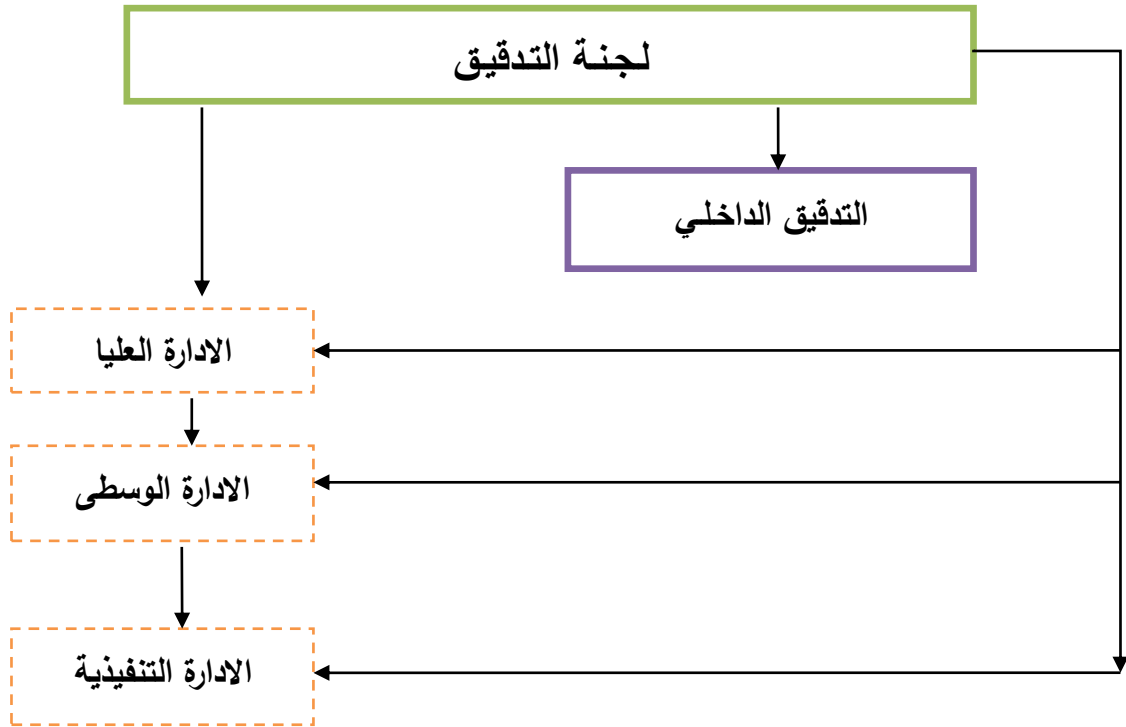 لجنة التدقيق
التدقيق الداخلي
الادارة العليا
الادارة الوسطى
الادارة التنفيذية